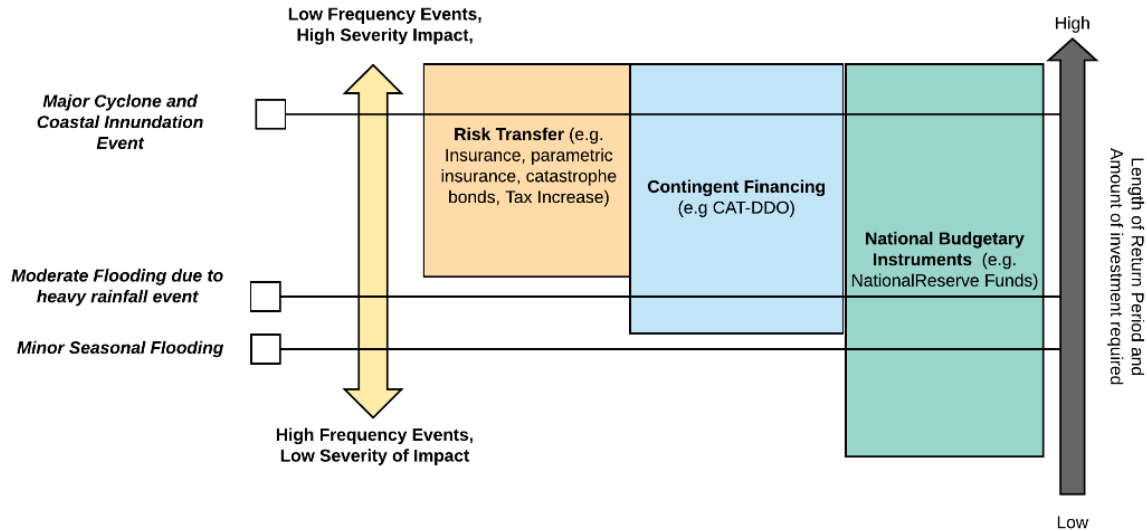 Low Frequency Events,
High Severity Impact,
High
Major Cyclone and
Coastal Innundation
Event
Risk Transfer (e.g.
Insurance, parametric
insurance, catastrophe
bonds, Tax Increase)
Contingent Financing
(e.g CAT-DDO)
National Budgetary
Instruments (e.g.
NationalReserve Funds)
Length of Return Period and
Amount of investment required
Moderate Flooding due to
heavy rainfall event
Minor Seasonal Flooding
High Frequency Events,
Low Severity of Impact
Low